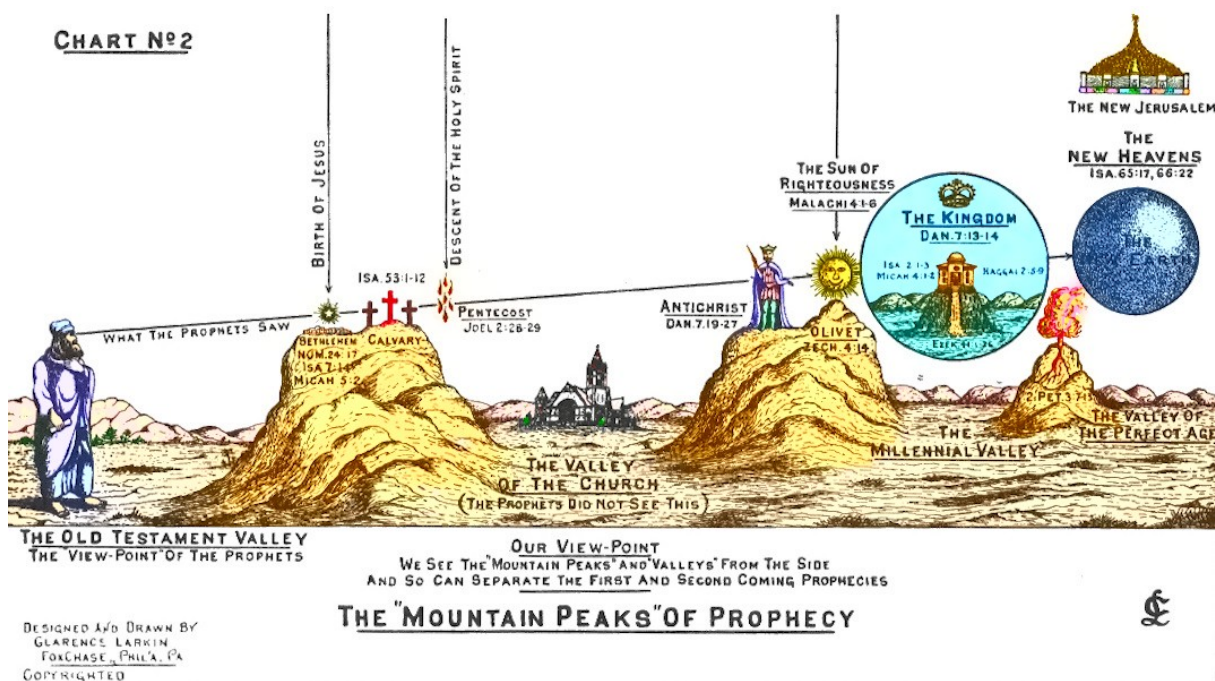 CHART Nº2
BIRTH OF JESUS
DESCENT OF THE HOLY SPIRIT
THE NEW JERUSALEM
THE
NEW HEAVENS
ISA. 65:17, 66:22
THE SUN OF
RIGHTEOUSNESS
MALACHI 4:1-6
THE KINGDOM
DAN. 7:13-14
ISA 2:1-3
MICAH 4:1-2
HAGGAI 2:5-9
THE
EARTH
ISA. 53:1-12
WHAT THE PROPHETS SAW
PENTECOST
JOEL 2:28-29
ANTICHRIST
DAN. 7.19-27
BETHLEHEM
NUM. 24:17
ISA 7:14
MICAH 5:2
CALVARY
OLIVET
ZECH. 4:14
2 PET. 3.7-13
THE VALLEY OF
THE PERFECT AGE
THE
MILLENNIAL VALLEY
THE VALLEY
OF THE CHURCH
(THE PROPHETS DID NOT SEE THIS)
THE OLD TESTAMENT VALLEY
THE "VIEW-POINT" OF THE PROPHETS
OUR VIEW-POINT
WE SEE THE "MOUNTAIN PEAKS" AND "VALLEYS" FROM THE SIDE
AND SO CAN SEPARATE THE FIRST AND SECOND COMING PROPHECIES
THE "MOUNTAIN PEAKS" OF PROPHECY
DESIGNED AND DRAWN BY
CLARENCE LARKIN
FOXCHASE, PHIL'A, PA
COPYRIGHTED